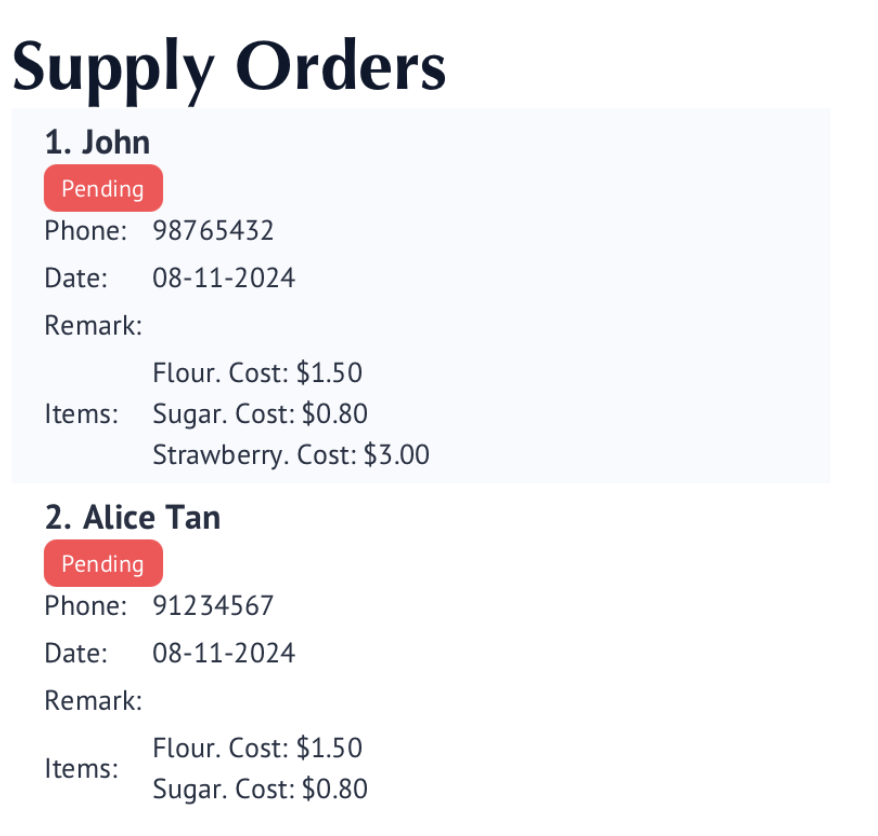 Supply Orders
1. John
Pending
Phone: 98765432
Date: 08-11-2024
Remark:
Flour. Cost: $1.50
Items: Sugar. Cost: $0.80
Strawberry. Cost: $3.00
2. Alice Tan
Pending
Phone: 91234567
Date: 08-11-2024
Remark:
Items:
Flour. Cost: $1.50
Sugar. Cost: $0.80